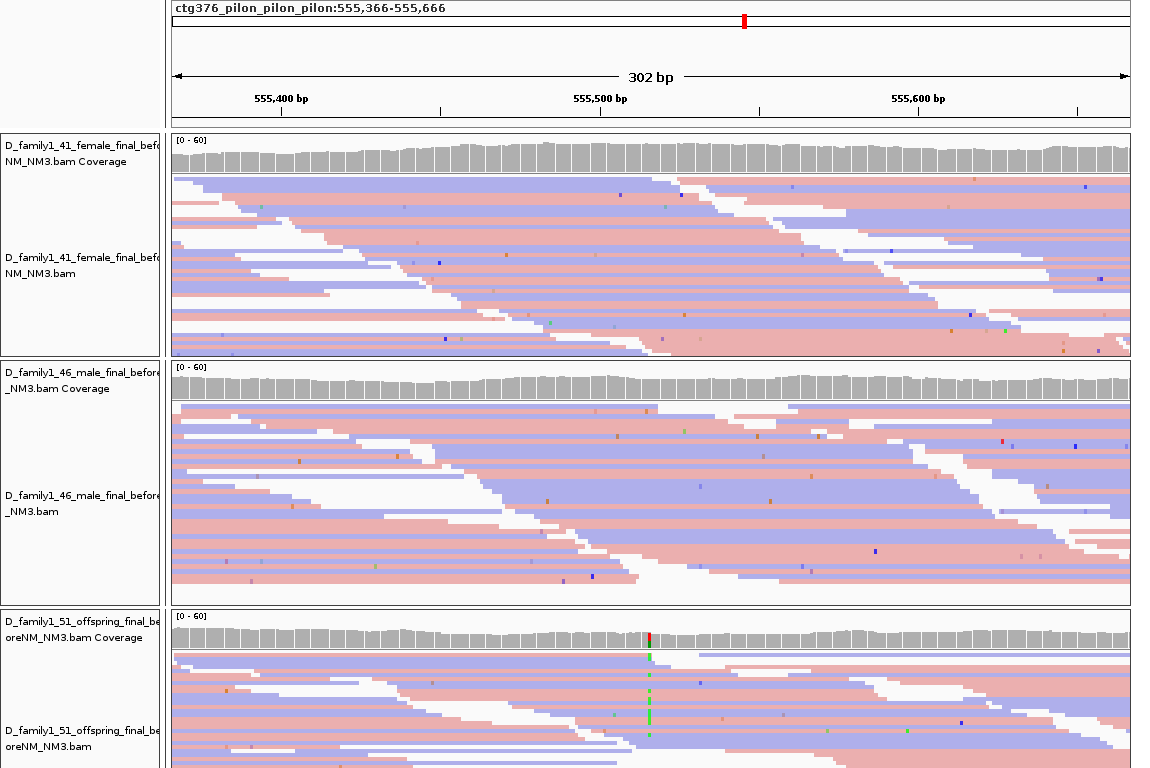 ctg376_pilon_pilon_pilon:555,366-555,666
302 bp
555,400 bp
555,500 bp
555,600 bp
D_family1_41_female_final_befo
NM_NM3.bam Coverage
[0 - 60]
D_family1_41_female_final_befo
NM_NM3.bam
D_family1_46_male_final_before
_NM3.bam Coverage
[0 - 60]
D_family1_46_male_final_before
_NM3.bam
D_family1_51_offspring_final_be
oreNM_NM3.bam Coverage
[0 - 60]
D_family1_51_offspring_final_be
oreNM_NM3.bam